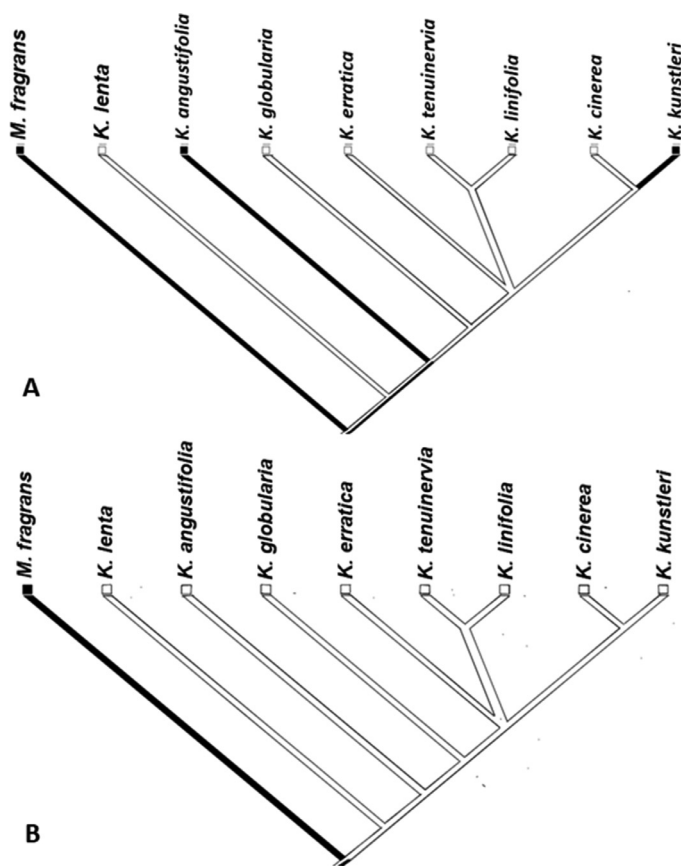 M. fragrans
K. lenta
K. angustifolia
K. globularia
K. erratica
K. tenuinervia
K. linifolia
K. cinerea
K. kunstleri
A
M. fragrans
K. lenta
K. angustifolia
K. globularia
K. erratica
K. tenuinervia
K. linifolia
K. cinerea
K. kunstleri
B